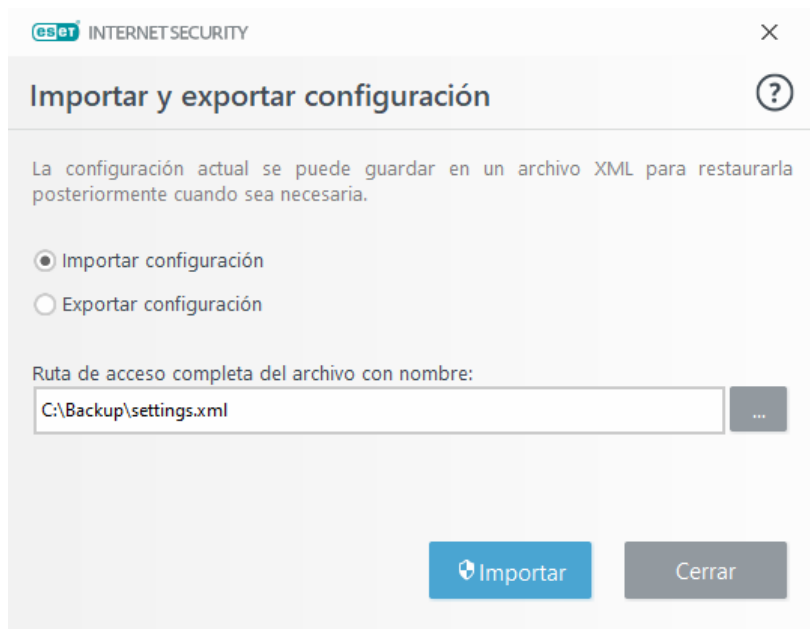 eset INTERNET SECURITY
Importar y exportar configuración
?
La configuración actual se puede guardar en un archivo XML para restaurarla
posteriormente cuando sea necesaria.
Importar configuración
Exportar configuración
Ruta de acceso completa del archivo con nombre:
C:\Backup\settings.xml
...
Importar
Cerrar